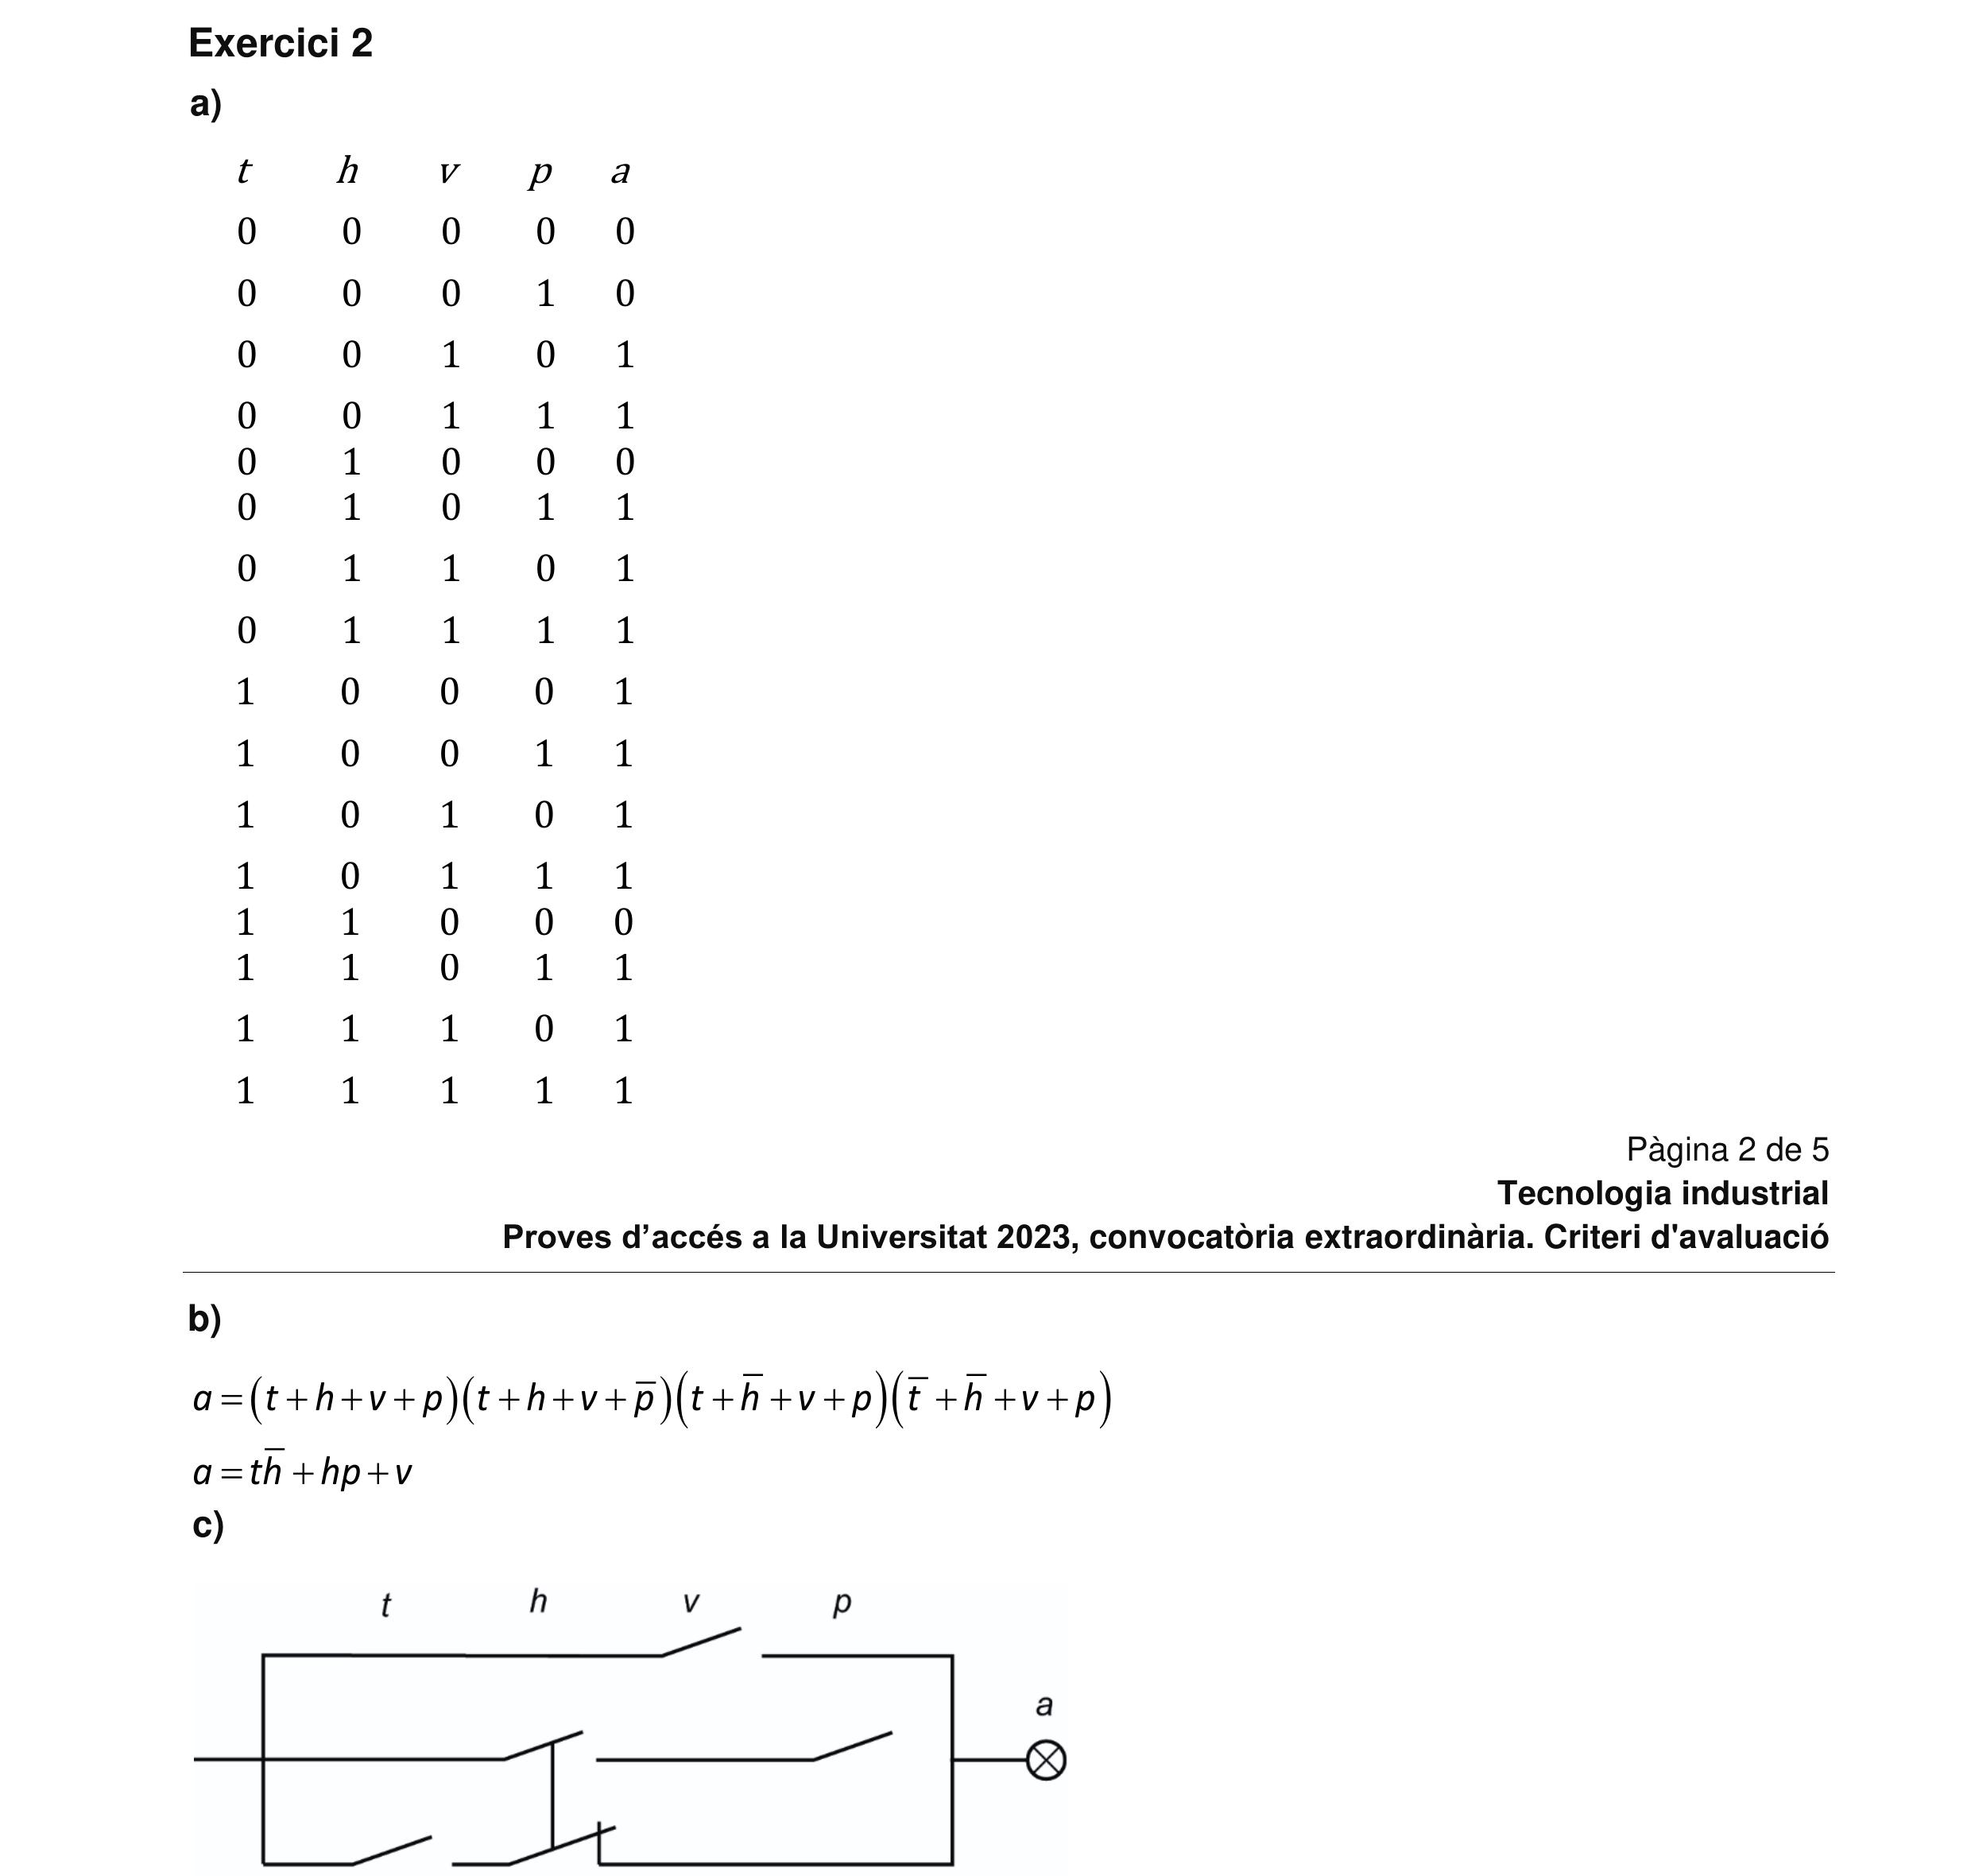 Exercici 2
a)
t h v p a
0 0 0 0 0
0 0 0 1 0
0 0 1 0 1
0 0 1 1 1
0 1 0 0 0
0 1 0 1 1
0 1 1 0 1
0 1 1 1 1
1 0 0 0 1
1 0 0 1 1
1 0 1 0 1
1 0 1 1 1
1 1 0 0 0
1 1 0 1 1
1 1 1 0 1
1 1 1 1 1
Pàgina 2 de 5
Tecnologia industrial
Proves d’accés a la Universitat 2023, convocatòria extraordinària. Criteri d'avaluació
b)
a = (t + h + v + p)(t + h + v + p̅)(t + h̅ + v + p)(t̅ + h̅ + v + p)
a = th̅ + hp + v
c)
t h v p
a